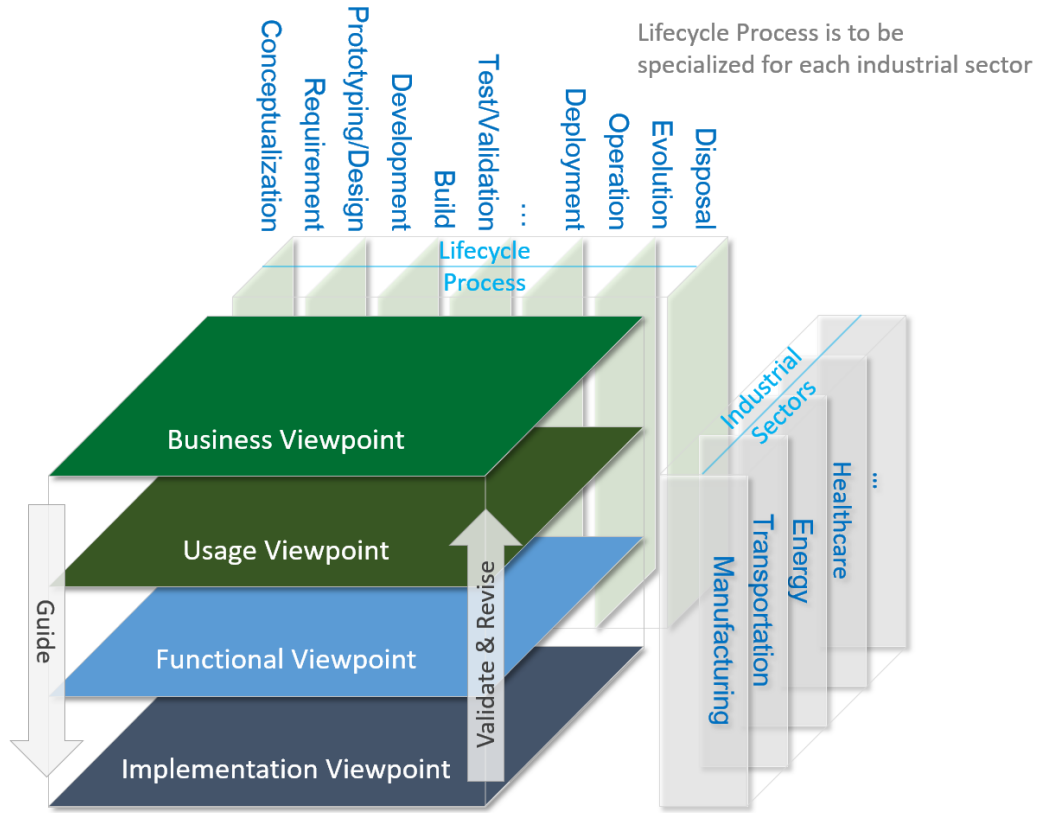 Lifecycle Process is to be
specialized for each industrial sector
Conceptualization
Requirement
Prototyping/Design
Development
Build
Test/Validation
...
Deployment
Operation
Evolution
Disposal
Lifecycle
Process
Business Viewpoint
Usage Viewpoint
Functional Viewpoint
Implementation Viewpoint
Guide
Validate & Revise
Industrial
Sectors
Manufacturing
Transportation
Energy
Healthcare
...